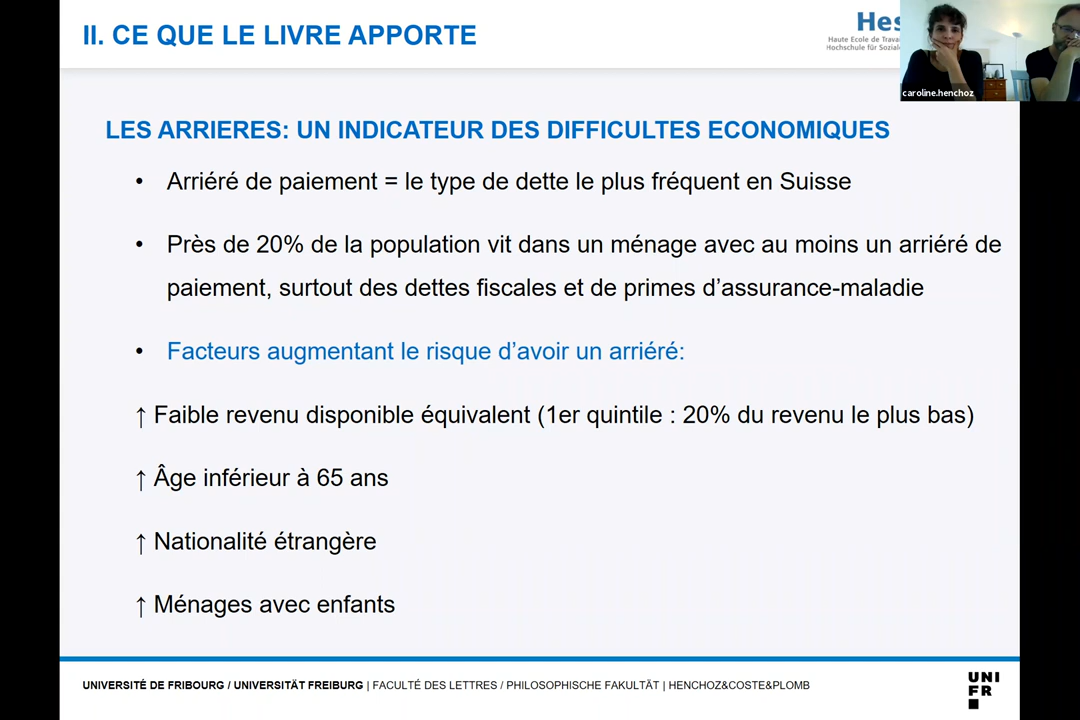 II. CE QUE LE LIVRE APPORTE
Haute Ecole de
Hochschule für
caroline.henchoz
LES ARRIERES: UN INDICATEUR DES DIFFICULTES ECONOMIQUES
• Arriéré de paiement = le type de dette le plus fréquent en Suisse
• Près de 20% de la population vit dans un ménage avec au moins un arriéré de
paiement, surtout des dettes fiscales et de primes d’assurance-maladie
• Facteurs augmentant le risque d’avoir un arriéré:
↑ Faible revenu disponible équivalent (1er quintile : 20% du revenu le plus bas)
↑ Âge inférieur à 65 ans
↑ Nationalité étrangère
↑ Ménages avec enfants
UNIVERSITÉ DE FRIBOURG / UNIVERSITÄT FREIBURG | FACULTÉ DES LETTRES / PHILOSOPHISCHE FAKULTÄT | HENCHOZ&COSTE&PLOMB
UNI
FR